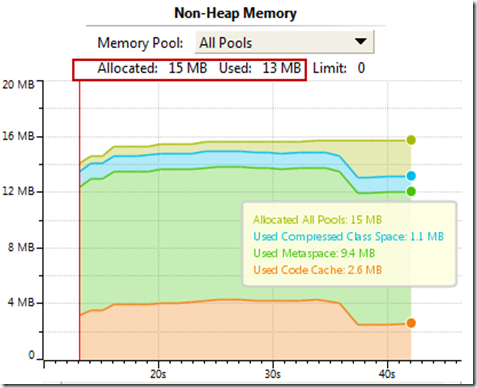 Non-Heap Memory
Memory Pool: All Pools
Allocated: 15 MB Used: 13 MB Limit: 0
20 MB
16 MB
12 MB
8 MB
4 MB
0
Allocated All Pools: 15 MB
Used Compressed Class Space: 1.1 MB
Used Metaspace: 9.4 MB
Used Code Cache: 2.6 MB
20s
30s
40s